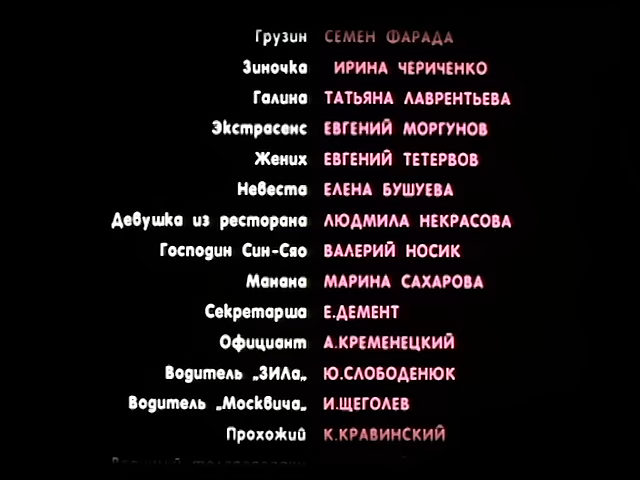 Грузин СЕМЕН ФАРАДА
Зиночка ИРИНА ЧЕРИЧЕНКО
Галина ТАТЬЯНА ЛАВРЕНТЬЕВА
Экстрасенс ЕВГЕНИЙ МОРГУНОВ
Жених ЕВГЕНИЙ ТЕТЕРВОВ
Невеста ЕЛЕНА БУШУЕВА
Девушка из ресторана ЛЮДМИЛА НЕКРАСОВА
Господин Син-Сяо ВАЛЕРИЙ НОСИК
Манана МАРИНА САХАРОВА
Секретарша Е.ДЕМЕНТ
Официант А.КРЕМЕНЕЦКИЙ
Водитель „ЗИЛа„ Ю.СЛОБОДЕНЮК
Водитель „Москвича„ И.ЩЕГОЛЕВ
Прохожий К.КРАВИНСКИЙ